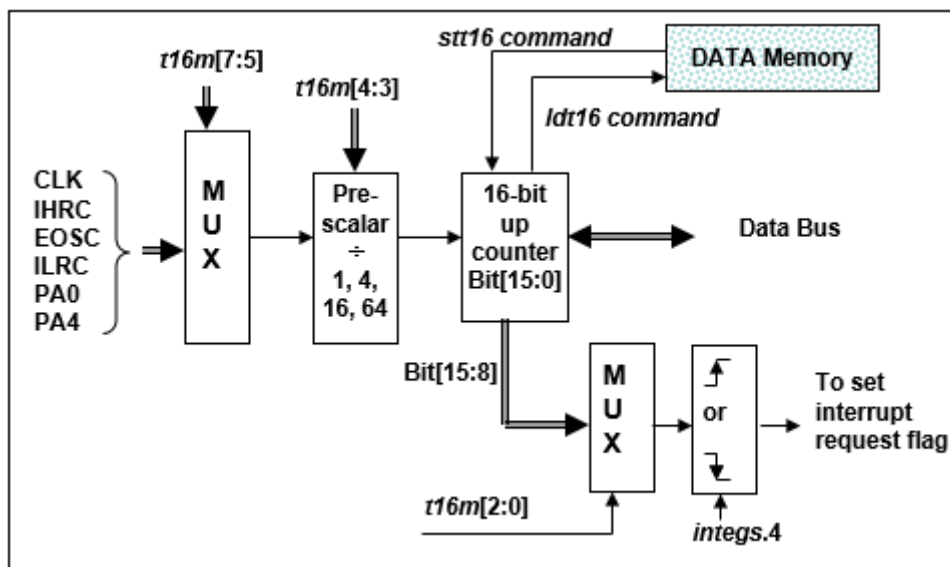 stt16 command
DATA Memory
t16m[7:5]
t16m[4:3]
ldt16 command
CLK
IHRC
EOSC
ILRC
PA0
PA4
M
U
X
Pre-
scalar
÷
1, 4,
16, 64
16-bit
up
counter
Bit[15:0]
Data Bus
Bit[15:8]
M
U
X
or
To set
interrupt
request flag
t16m[2:0]
integs.4